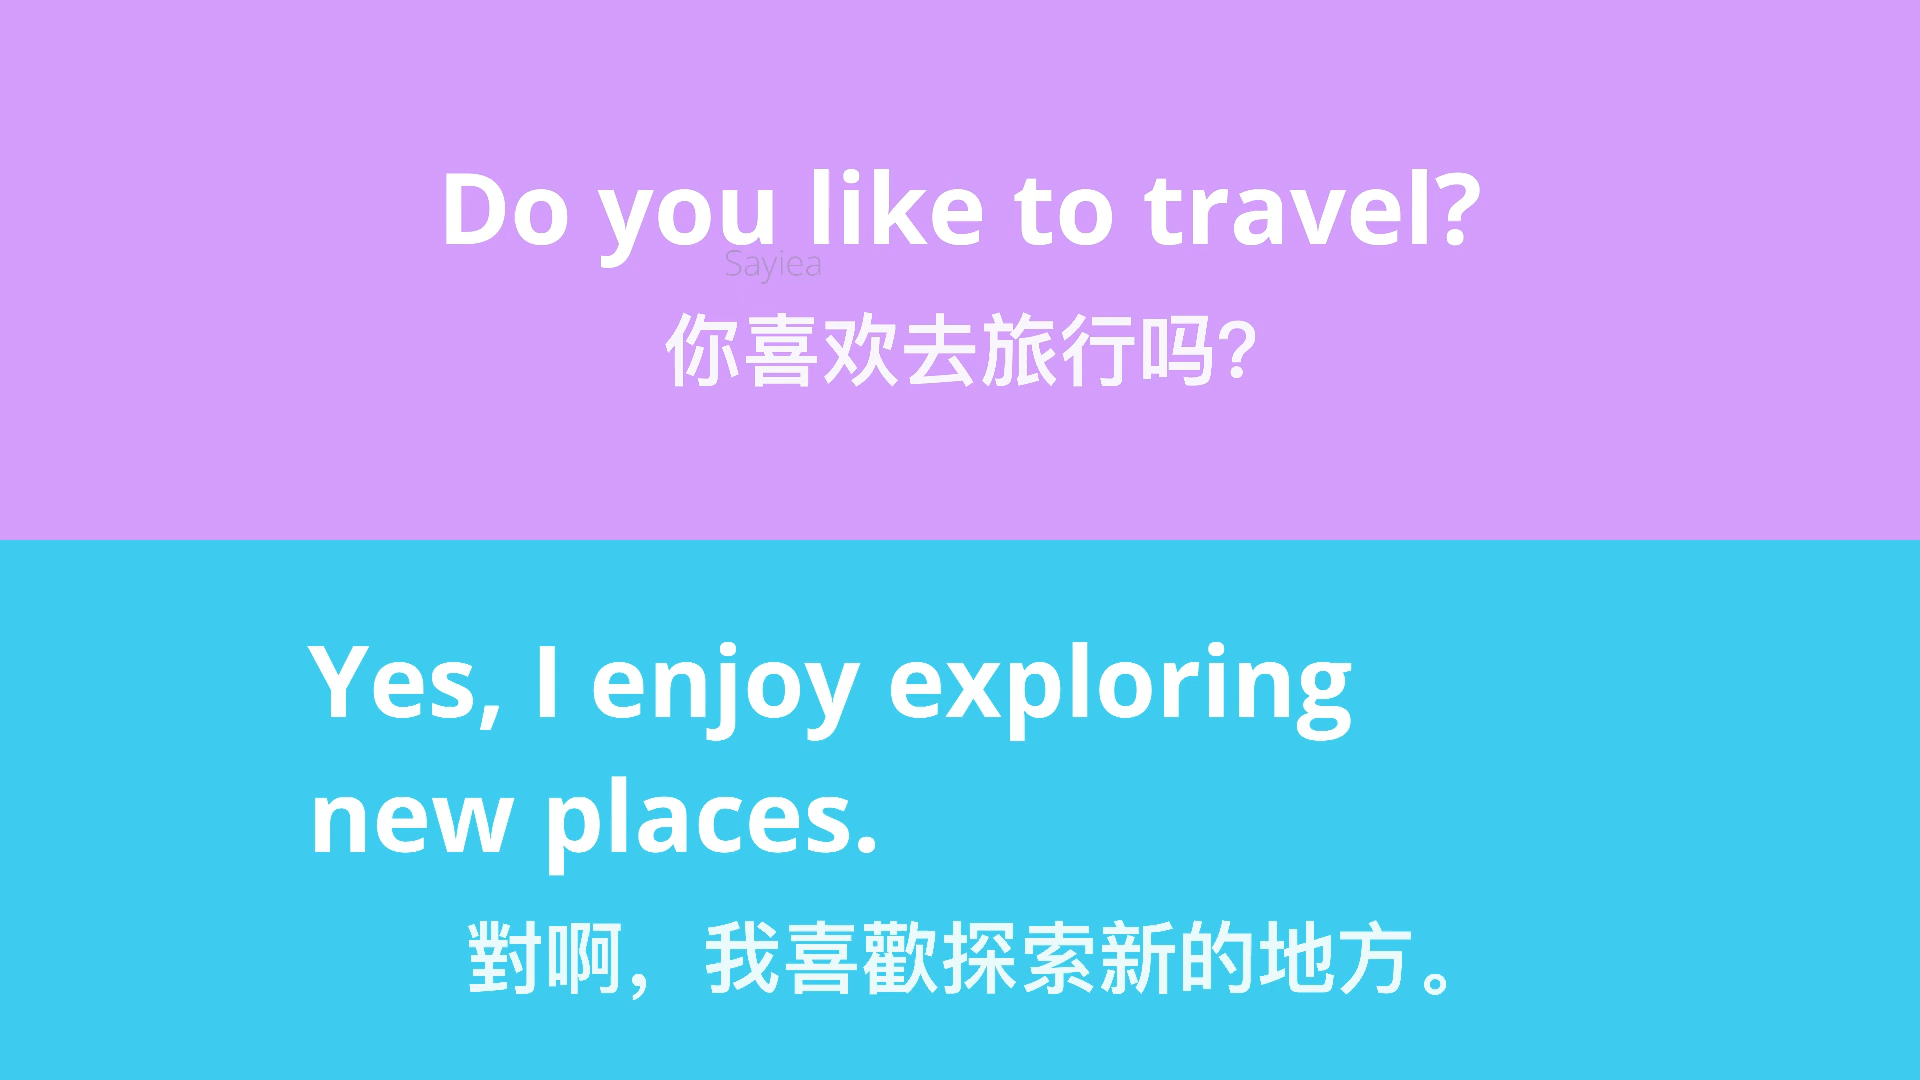 Do you like to travel?
Sayiea
你喜欢去旅行吗?
Yes, I enjoy exploring
new places.
對啊，我喜歡探索新的地方。